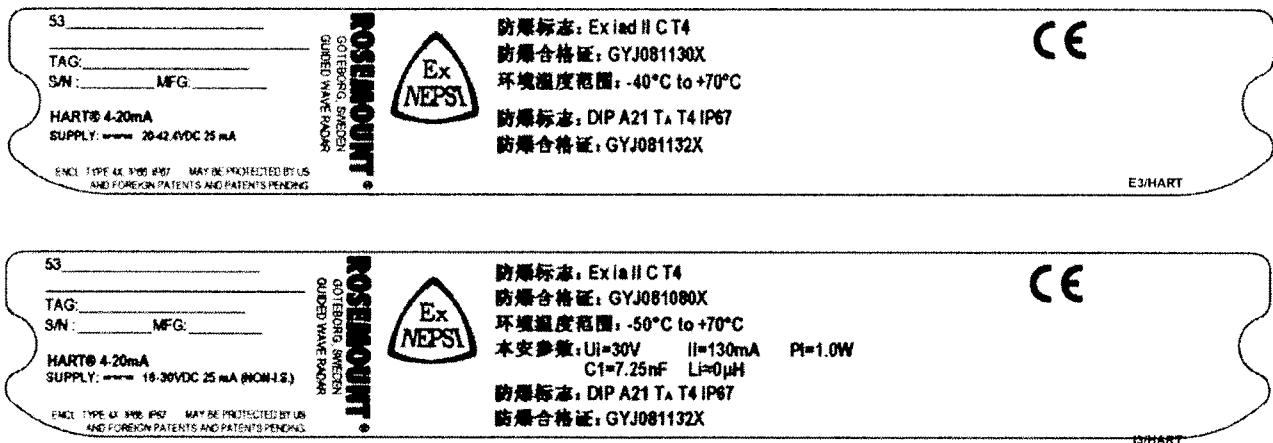 53
TAG:
S/N : MFG:
HART® 4-20mA
SUPPLY: 20-42.4VDC 25 mA
ENCL TYPE 4X, IP66 IP67 MAY BE PROTECTED BY US
AND FOREIGN PATENTS AND PATENTS PENDING
ROSEMOUNT®
GOTEBORG, SWEDEN
GUIDED WAVE RADAR
Ex
NEPSI
防爆标志: Ex iad II C T4
防爆合格证: GYJ081130X
环境温度范围: -40°C to +70°C
防爆标志: DIP A21 TA T4 IP67
防爆合格证: GYJ081132X
CE
E3/HART
53
TAG:
S/N : MFG:
HART® 4-20mA
SUPPLY: 16-30VDC 25 mA (NON-I.S.)
ENCL TYPE 4X IP66 IP67 MAY BE PROTECTED BY US
AND FOREIGN PATENTS AND PATENTS PENDING
ROSEMOUNT®
GOTEBORG, SWEDEN
GUIDED WAVE RADAR
Ex
NEPSI
防爆标志: Ex ia II C T4
防爆合格证: GYJ081080X
环境温度范围: -50°C to +70°C
本安参数: Ui=30V Ii=130mA Pi=1.0W
C1=7.25nF Li≈0μH
防爆标志: DIP A21 TA T4 IP67
防爆合格证: GYJ081132X
CE
I3/HART